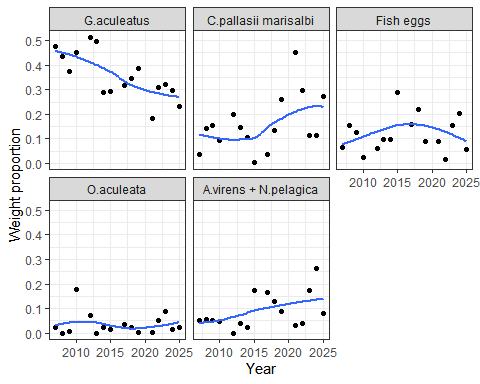 G.aculeatus C.pallasii marisalbi Fish eggs
0.5
0.4
0.3
0.2
0.1
0.0
2010 2015 2020 2025
O.aculeata A.virens + N.pelagica
0.5
0.4
0.3
0.2
0.1
0.0
2010 2015 2020 2025 2010 2015 2020 2025
Weight proportion
Year